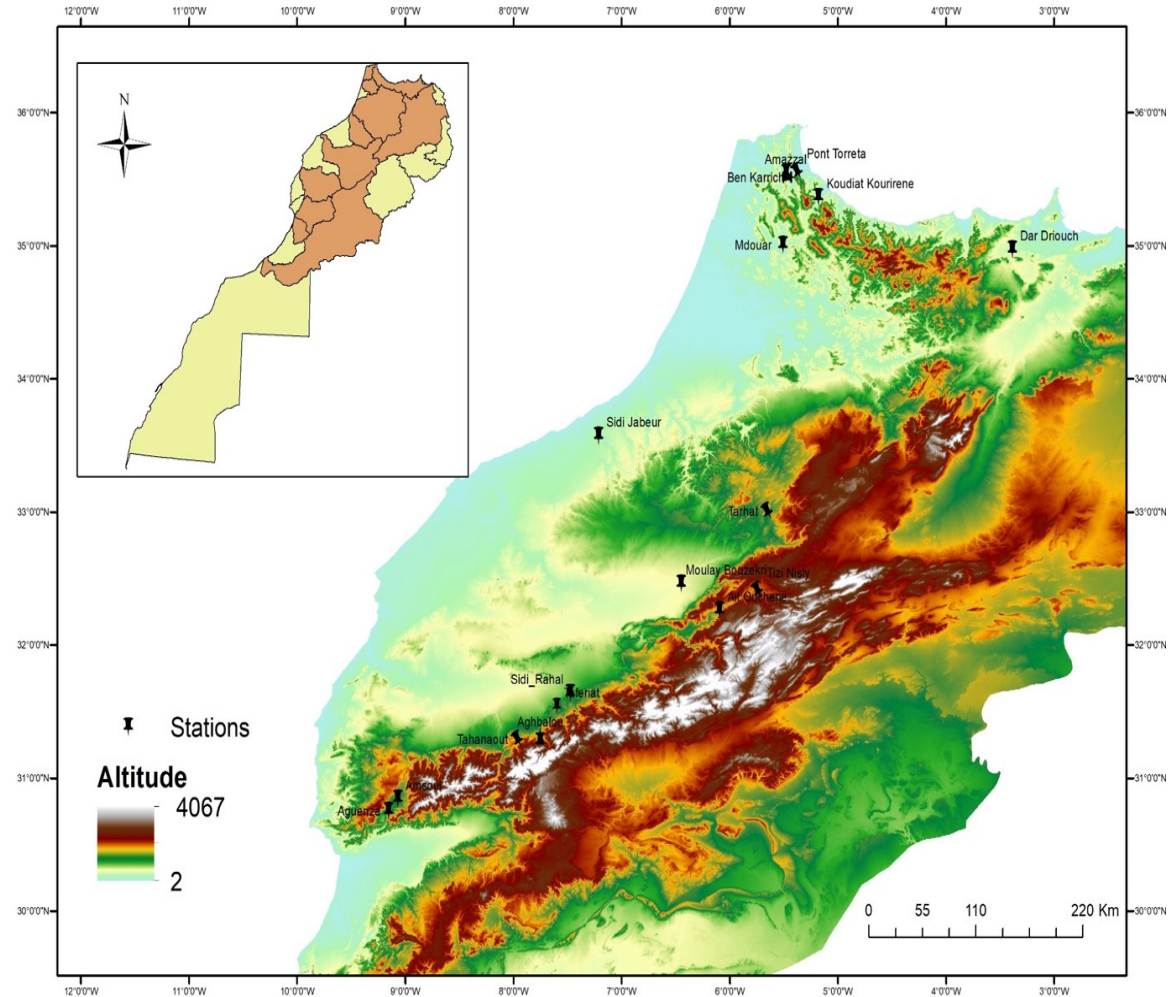 12°0'0"W 11°0'0"W 10°0'0"W 9°0'0"W 8°0'0"W 7°0'0"W 6°0'0"W 5°0'0"W 4°0'0"W 3°0'0"W
N
36°0'0"N 36°0'0"N
Pont Torreta
Amazzal
Ben Karrich
Koudiat Kourirene
Dar Driouch
Mdouar
35°0'0"N 35°0'0"N
34°0'0"N 34°0'0"N
Sidi Jabeur
33°0'0"N 33°0'0"N
Tarhat
Moulay Bouzekri
Tizi Nisly
32°0'0"N 32°0'0"N
Sidi_Rahal
Aghbalou
Tahanaout
Stations
31°0'0"N 31°0'0"N
Altitude
4067
Aguenza
2
30°0'0"N 30°0'0"N
0 55 110 220 Km
12°0'0"W 11°0'0"W 10°0'0"W 9°0'0"W 8°0'0"W 7°0'0"W 6°0'0"W 5°0'0"W 4°0'0"W 3°0'0"W